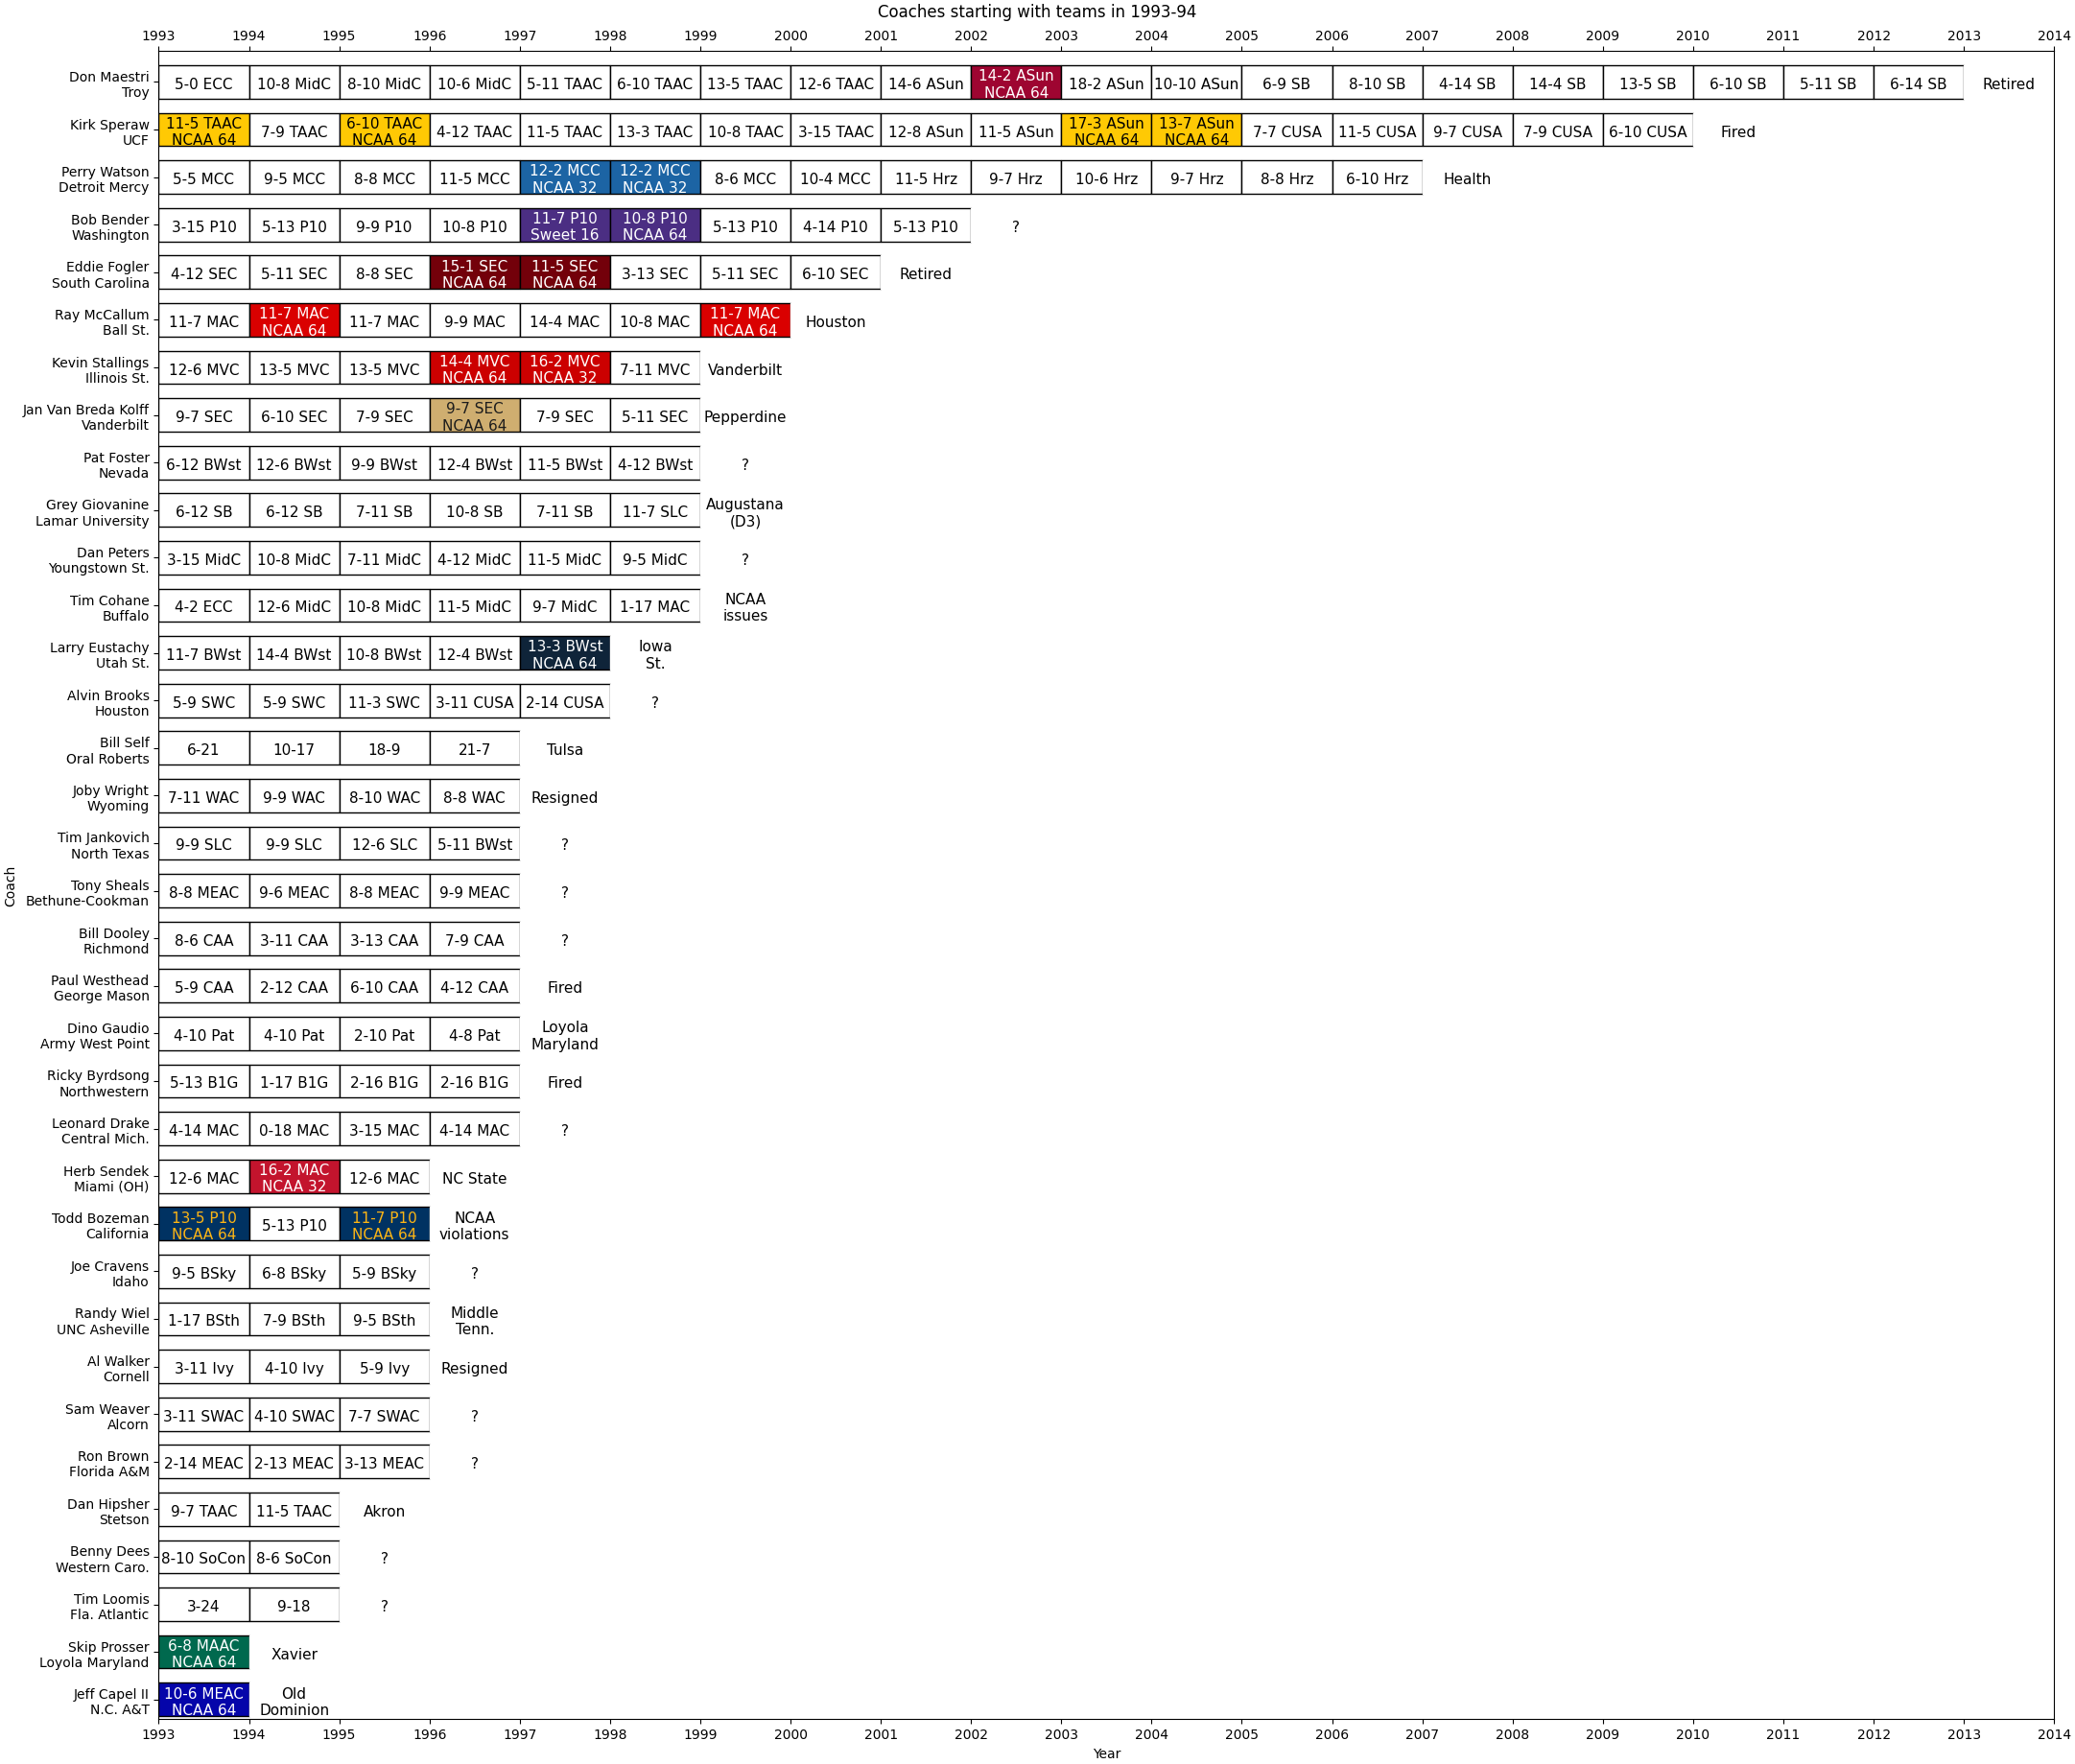 Coaches starting with teams in 1993-94
1993 1994 1995 1996 1997 1998 1999 2000 2001 2002 2003 2004 2005 2006 2007 2008 2009 2010 2011 2012 2013 2014
Don Maestri
Troy
5-0 ECC 10-8 MidC 8-10 MidC 10-6 MidC 5-11 TAAC 6-10 TAAC 13-5 TAAC 12-6 TAAC 14-6 ASun 14-2 ASun
NCAA 64
18-2 ASun 10-10 ASun 6-9 SB 8-10 SB 4-14 SB 14-4 SB 13-5 SB 6-10 SB 5-11 SB 6-14 SB Retired
Kirk Speraw
UCF
11-5 TAAC
NCAA 64
7-9 TAAC
6-10 TAAC
NCAA 64
4-12 TAAC 11-5 TAAC 13-3 TAAC 10-8 TAAC 3-15 TAAC 12-8 ASun 11-5 ASun
17-3 ASun
NCAA 64
13-7 ASun
NCAA 64
7-7 CUSA 11-5 CUSA 9-7 CUSA 7-9 CUSA 6-10 CUSA Fired
Perry Watson
Detroit Mercy
5-5 MCC 9-5 MCC 8-8 MCC 11-5 MCC
12-2 MCC
NCAA 32
12-2 MCC
NCAA 32
8-6 MCC 10-4 MCC 11-5 Hrz 9-7 Hrz 10-6 Hrz 9-7 Hrz 8-8 Hrz 6-10 Hrz Health
Bob Bender
Washington
3-15 P10 5-13 P10 9-9 P10 10-8 P10
11-7 P10
Sweet 16
10-8 P10
NCAA 64
5-13 P10 4-14 P10 5-13 P10 ?
Eddie Fogler
South Carolina
4-12 SEC 5-11 SEC 8-8 SEC
15-1 SEC
NCAA 64
11-5 SEC
NCAA 64
3-13 SEC 5-11 SEC 6-10 SEC Retired
Ray McCallum
Ball St.
11-7 MAC
11-7 MAC
NCAA 64
11-7 MAC 9-9 MAC 14-4 MAC 10-8 MAC
11-7 MAC
NCAA 64
Houston
Kevin Stallings
Illinois St.
12-6 MVC 13-5 MVC 13-5 MVC
14-4 MVC
NCAA 64
16-2 MVC
NCAA 32
7-11 MVC Vanderbilt
Jan Van Breda Kolff
Vanderbilt
9-7 SEC 6-10 SEC 7-9 SEC
9-7 SEC
NCAA 64
7-9 SEC 5-11 SEC Pepperdine
Pat Foster
Nevada
6-12 BWst 12-6 BWst 9-9 BWst 12-4 BWst 11-5 BWst 4-12 BWst ?
Grey Giovanine
Lamar University
6-12 SB 6-12 SB 7-11 SB 10-8 SB 7-11 SB 11-7 SLC
Augustana
(D3)
Dan Peters
Youngstown St.
3-15 MidC 10-8 MidC 7-11 MidC 4-12 MidC 11-5 MidC 9-5 MidC ?
Tim Cohane
Buffalo
4-2 ECC 12-6 MidC 10-8 MidC 11-5 MidC 9-7 MidC 1-17 MAC
NCAA
issues
Larry Eustachy
Utah St.
11-7 BWst 14-4 BWst 10-8 BWst 12-4 BWst
13-3 BWst
NCAA 64
Iowa
St.
Alvin Brooks
Houston
5-9 SWC 5-9 SWC 11-3 SWC 3-11 CUSA 2-14 CUSA ?
Bill Self
Oral Roberts
6-21 10-17 18-9 21-7 Tulsa
Joby Wright
Wyoming
7-11 WAC 9-9 WAC 8-10 WAC 8-8 WAC Resigned
Tim Jankovich
North Texas
9-9 SLC 9-9 SLC 12-6 SLC 5-11 BWst ?
Tony Sheals
Bethune-Cookman
8-8 MEAC 9-6 MEAC 8-8 MEAC 9-9 MEAC ?
Bill Dooley
Richmond
8-6 CAA 3-11 CAA 3-13 CAA 7-9 CAA ?
Paul Westhead
George Mason
5-9 CAA 2-12 CAA 6-10 CAA 4-12 CAA Fired
Dino Gaudio
Army West Point
4-10 Pat 4-10 Pat 2-10 Pat 4-8 Pat
Loyola
Maryland
Ricky Byrdsong
Northwestern
5-13 B1G 1-17 B1G 2-16 B1G 2-16 B1G Fired
Leonard Drake
Central Mich.
4-14 MAC 0-18 MAC 3-15 MAC 4-14 MAC ?
Herb Sendek
Miami (OH)
12-6 MAC
16-2 MAC
NCAA 32
12-6 MAC NC State
Todd Bozeman
California
13-5 P10
NCAA 64
5-13 P10
11-7 P10
NCAA 64
NCAA
violations
Joe Cravens
Idaho
9-5 BSky 6-8 BSky 5-9 BSky ?
Randy Wiel
UNC Asheville
1-17 BSth 7-9 BSth 9-5 BSth
Middle
Tenn.
Al Walker
Cornell
3-11 Ivy 4-10 Ivy 5-9 Ivy Resigned
Sam Weaver
Alcorn
3-11 SWAC 4-10 SWAC 7-7 SWAC ?
Ron Brown
Florida A&M
2-14 MEAC 2-13 MEAC 3-13 MEAC ?
Dan Hipsher
Stetson
9-7 TAAC 11-5 TAAC Akron
Benny Dees
Western Caro.
8-10 SoCon 8-6 SoCon ?
Tim Loomis
Fla. Atlantic
3-24 9-18 ?
Skip Prosser
Loyola Maryland
6-8 MAAC
NCAA 64
Xavier
Jeff Capel II
N.C. A&T
10-6 MEAC
NCAA 64
Old
Dominion
1993 1994 1995 1996 1997 1998 1999 2000 2001 2002 2003 2004 2005 2006 2007 2008 2009 2010 2011 2012 2013 2014
Year
Coach